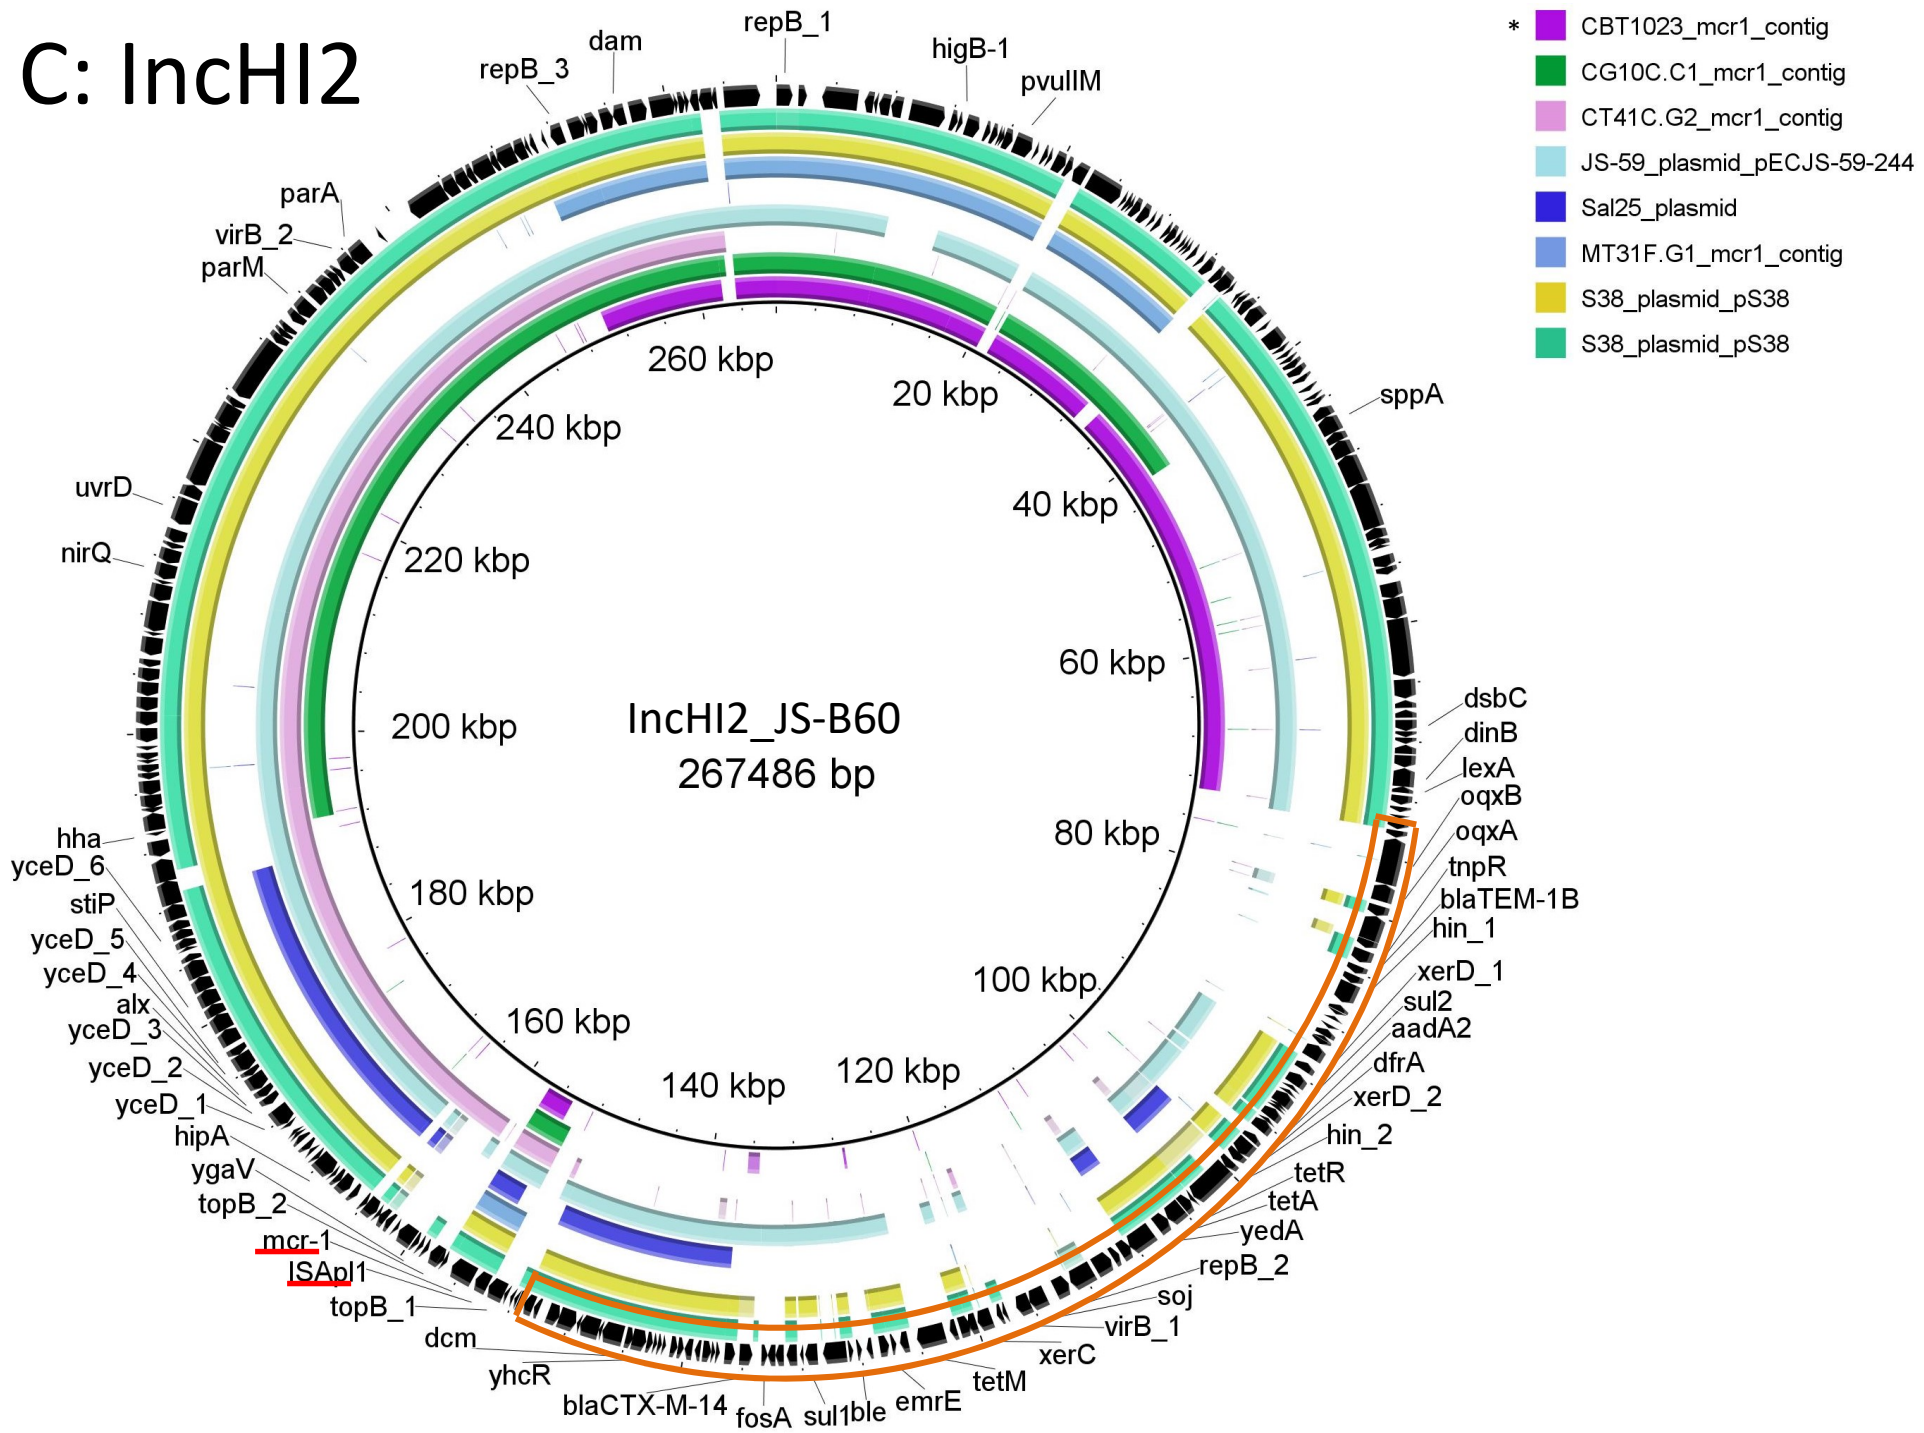 C: IncHI2
* CBT1023_mcr1_contig
CG10C.C1_mcr1_contig
CT41C.G2_mcr1_contig
JS-59_plasmid_pECJS-59-244
Sal25_plasmid
MT31F.G1_mcr1_contig
S38_plasmid_pS38
S38_plasmid_pS38
repB_1
higB-1
pvuIIM
sppA
dsbC
dinB
lexA
oqxB
oqxA
tnpR
blaTEM-1B
hin_1
xerD_1
sul2
aadA2
dfrA
xerD_2
hin_2
tetR
tetA
yedA
repB_2
soj
virB_1
xerC
tetM
emrE
ble
sul1
fosA
blaCTX-M-14
yhcR
dcm
topB_1
ISApl1
mcr-1
topB_2
ygaV
hipA
yceD_1
yceD_2
yceD_3
alx
yceD_4
yceD_5
stiP
yceD_6
hha
nirQ
uvrD
parM
virB_2
parA
repB_3
dam
20 kbp
40 kbp
60 kbp
80 kbp
100 kbp
120 kbp
140 kbp
160 kbp
180 kbp
200 kbp
220 kbp
240 kbp
260 kbp
IncHI2_JS-B60
267486 bp